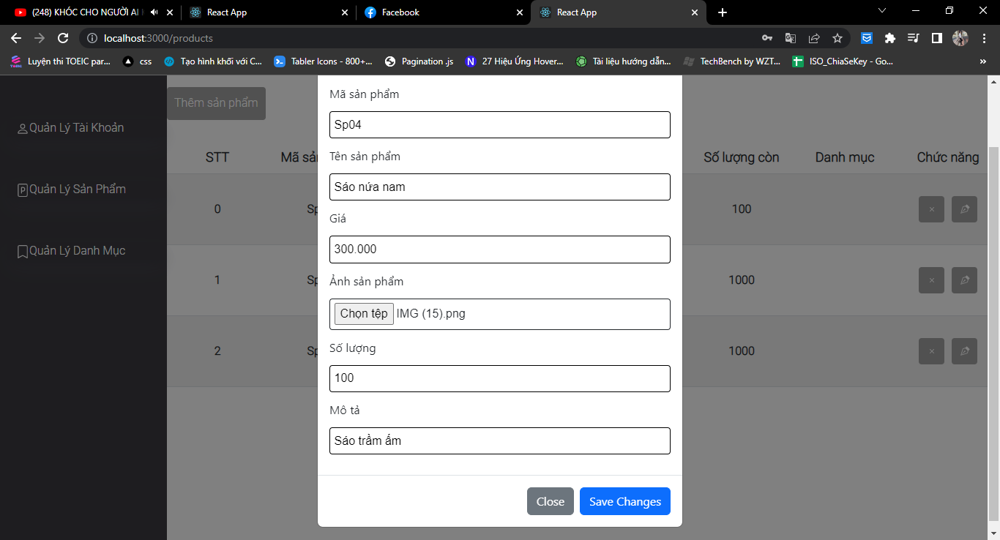 (248) KHÓC CHO NGƯỜI AI
React App
Facebook
React App
localhost:3000/products
Luyện thi TOEIC par...
css
Tạo hình khối với C...
Tabler Icons - 800+...
Pagination .js
27 Hiệu Ứng Hover...
Tài liệu hướng dẫn...
TechBench by WZT...
ISO_ChiaSeKey - Go...
»
Quản Lý Tài Khoản
Quản Lý Sản Phẩm
Quản Lý Danh Mục
Thêm sản phẩm
STT Mã sản Số lượng còn Danh mục Chức năng
0 Sp 100
1 Sp 1000
2 Sp 1000
Mã sản phẩm
Sp04
Tên sản phẩm
Sáo nứa nam
Giá
300.000
Ảnh sản phẩm
Chọn tệp IMG (15).png
Số lượng
100
Mô tả
Sáo trầm ấm
Close Save Changes